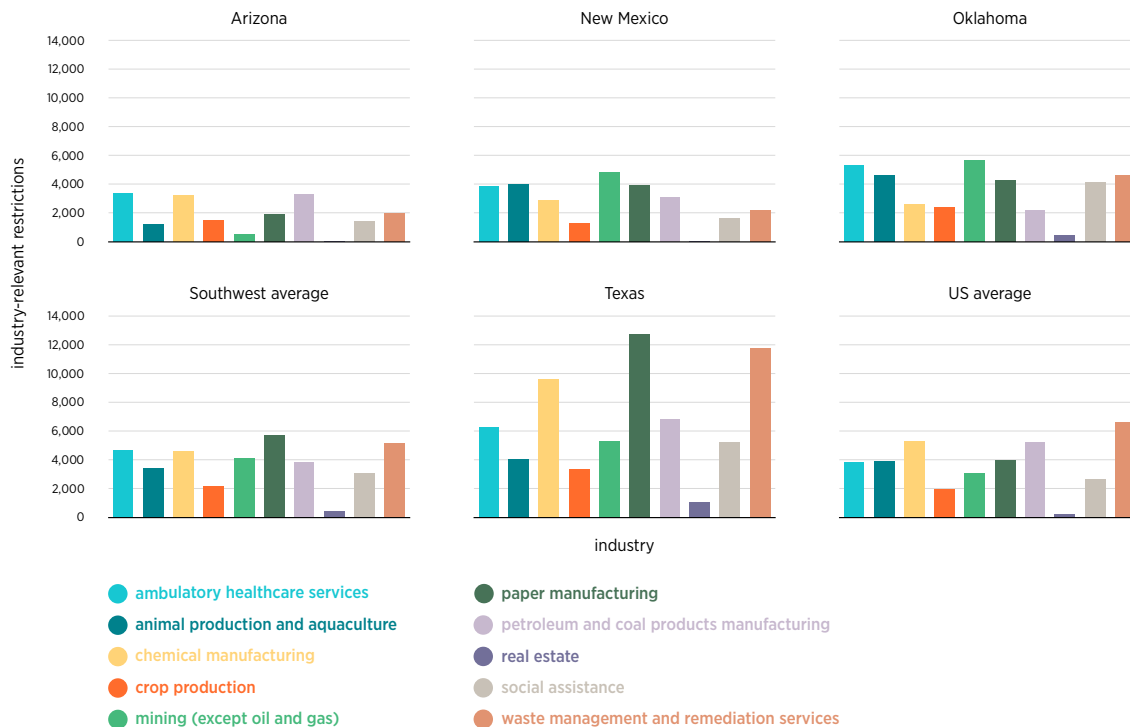 Arizona
New Mexico
Oklahoma
14,000
12,000
10,000
8,000
6,000
4,000
2,000
0
industry-relevant restrictions
Southwest average
Texas
US average
14,000
12,000
10,000
8,000
6,000
4,000
2,000
0
industry
ambulatory healthcare services
animal production and aquaculture
chemical manufacturing
crop production
mining (except oil and gas)
paper manufacturing
petroleum and coal products manufacturing
real estate
social assistance
waste management and remediation services